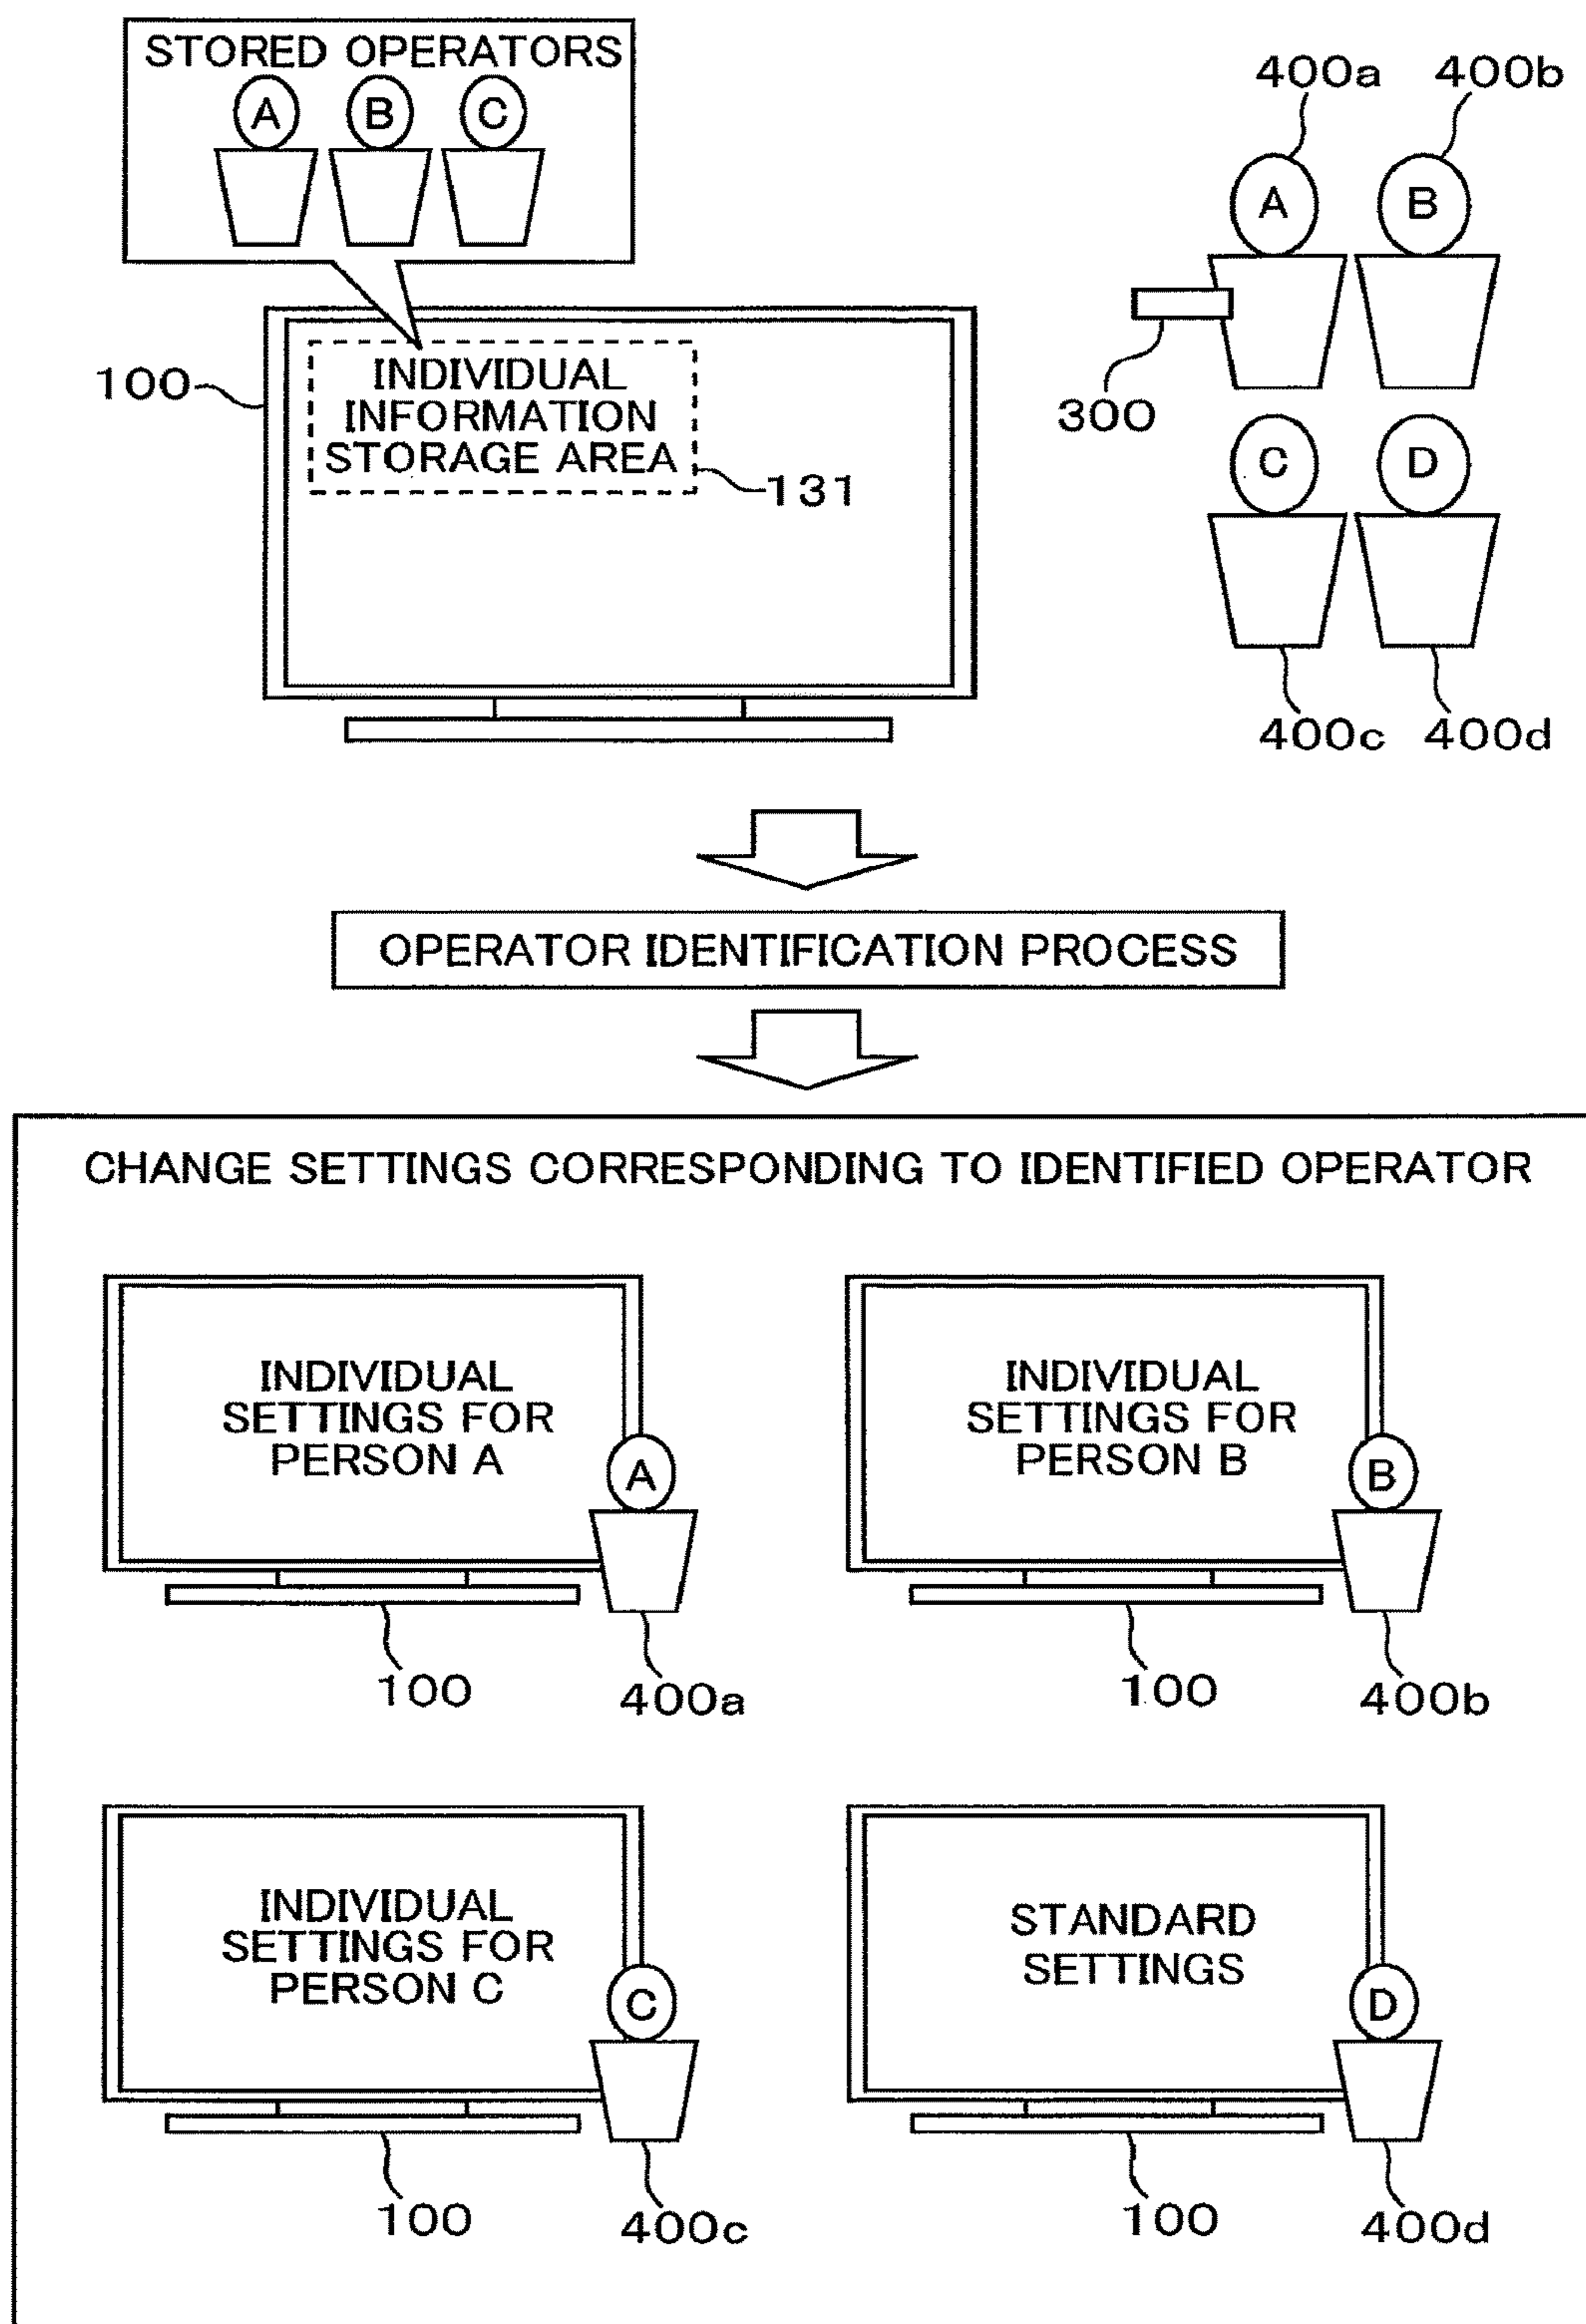 STORED OPERATORS
A B C
400a 400b
A B
100
INDIVIDUAL
INFORMATION
STORAGE AREA
131
300
C D
400c 400d
OPERATOR IDENTIFICATION PROCESS
CHANGE SETTINGS CORRESPONDING TO IDENTIFIED OPERATOR
INDIVIDUAL
SETTINGS FOR
PERSON A
A
100
400a
INDIVIDUAL
SETTINGS FOR
PERSON B
B
100
400b
INDIVIDUAL
SETTINGS FOR
PERSON C
C
100
400c
STANDARD
SETTINGS
D
100
400d